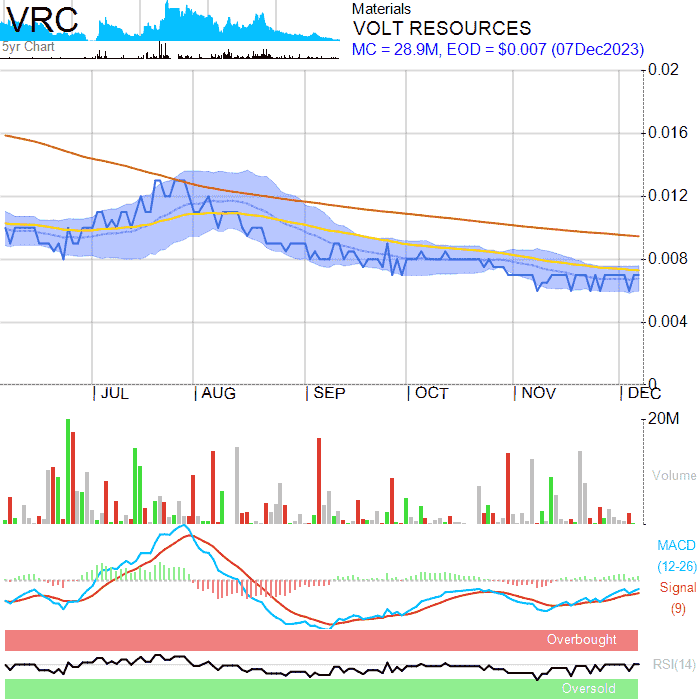 VRC
5yr Chart
Materials
VOLT RESOURCES
MC = 28.9M, EOD = $0.007 (07Dec2023)
0.02
0.016
0.012
0.008
0.004
0
JUL AUG SEP OCT NOV DEC
20M
Volume
MACD
(12-26)
Signal
(9)
Overbought
RSI(14)
Oversold